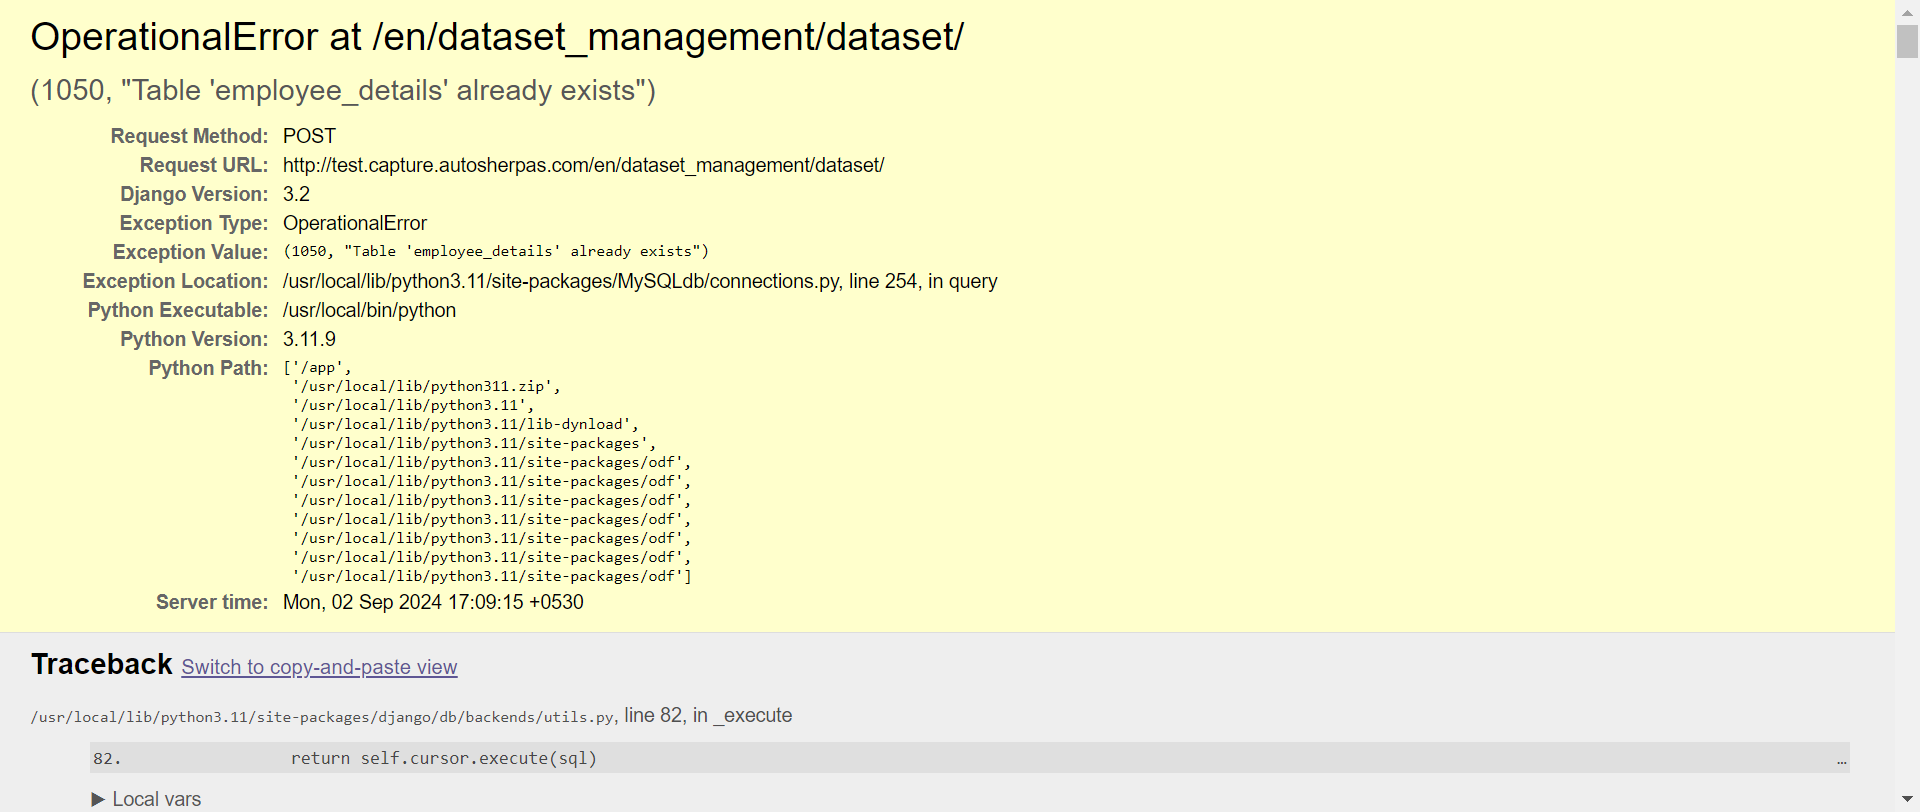 OperationalError at /en/dataset_management/dataset/
(1050, "Table 'employee_details' already exists")
Request Method: POST
Request URL: http://test.capture.autosherpas.com/en/dataset_management/dataset/
Django Version: 3.2
Exception Type: OperationalError
Exception Value: (1050, "Table 'employee_details' already exists")
Exception Location: /usr/local/lib/python3.11/site-packages/MySQLdb/connections.py, line 254, in query
Python Executable: /usr/local/bin/python
Python Version: 3.11.9
Python Path: ['/app',
'/usr/local/lib/python311.zip',
'/usr/local/lib/python3.11',
'/usr/local/lib/python3.11/lib-dynload',
'/usr/local/lib/python3.11/site-packages',
'/usr/local/lib/python3.11/site-packages/odf',
'/usr/local/lib/python3.11/site-packages/odf',
'/usr/local/lib/python3.11/site-packages/odf',
'/usr/local/lib/python3.11/site-packages/odf',
'/usr/local/lib/python3.11/site-packages/odf',
'/usr/local/lib/python3.11/site-packages/odf',
'/usr/local/lib/python3.11/site-packages/odf']
Server time: Mon, 02 Sep 2024 17:09:15 +0530
Traceback Switch to copy-and-paste view
/usr/local/lib/python3.11/site-packages/django/db/backends/utils.py, line 82, in _execute
82. return self.cursor.execute(sql) …
▶ Local vars